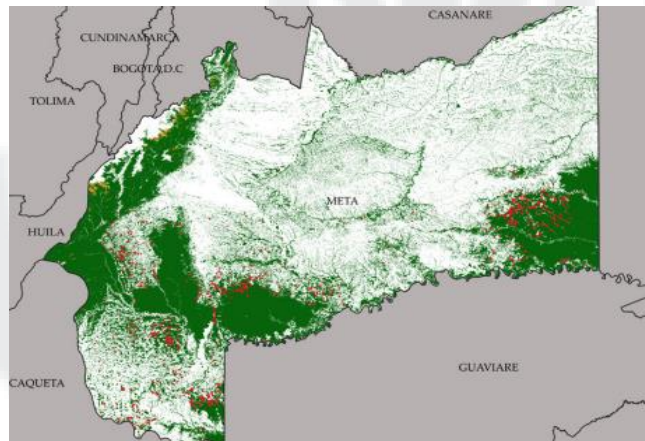 CASANARE
CUNDINAMARCA
BOGOTA,D.C
TOLIMA
META
HUILA
GUAVIARE
CAQUETA